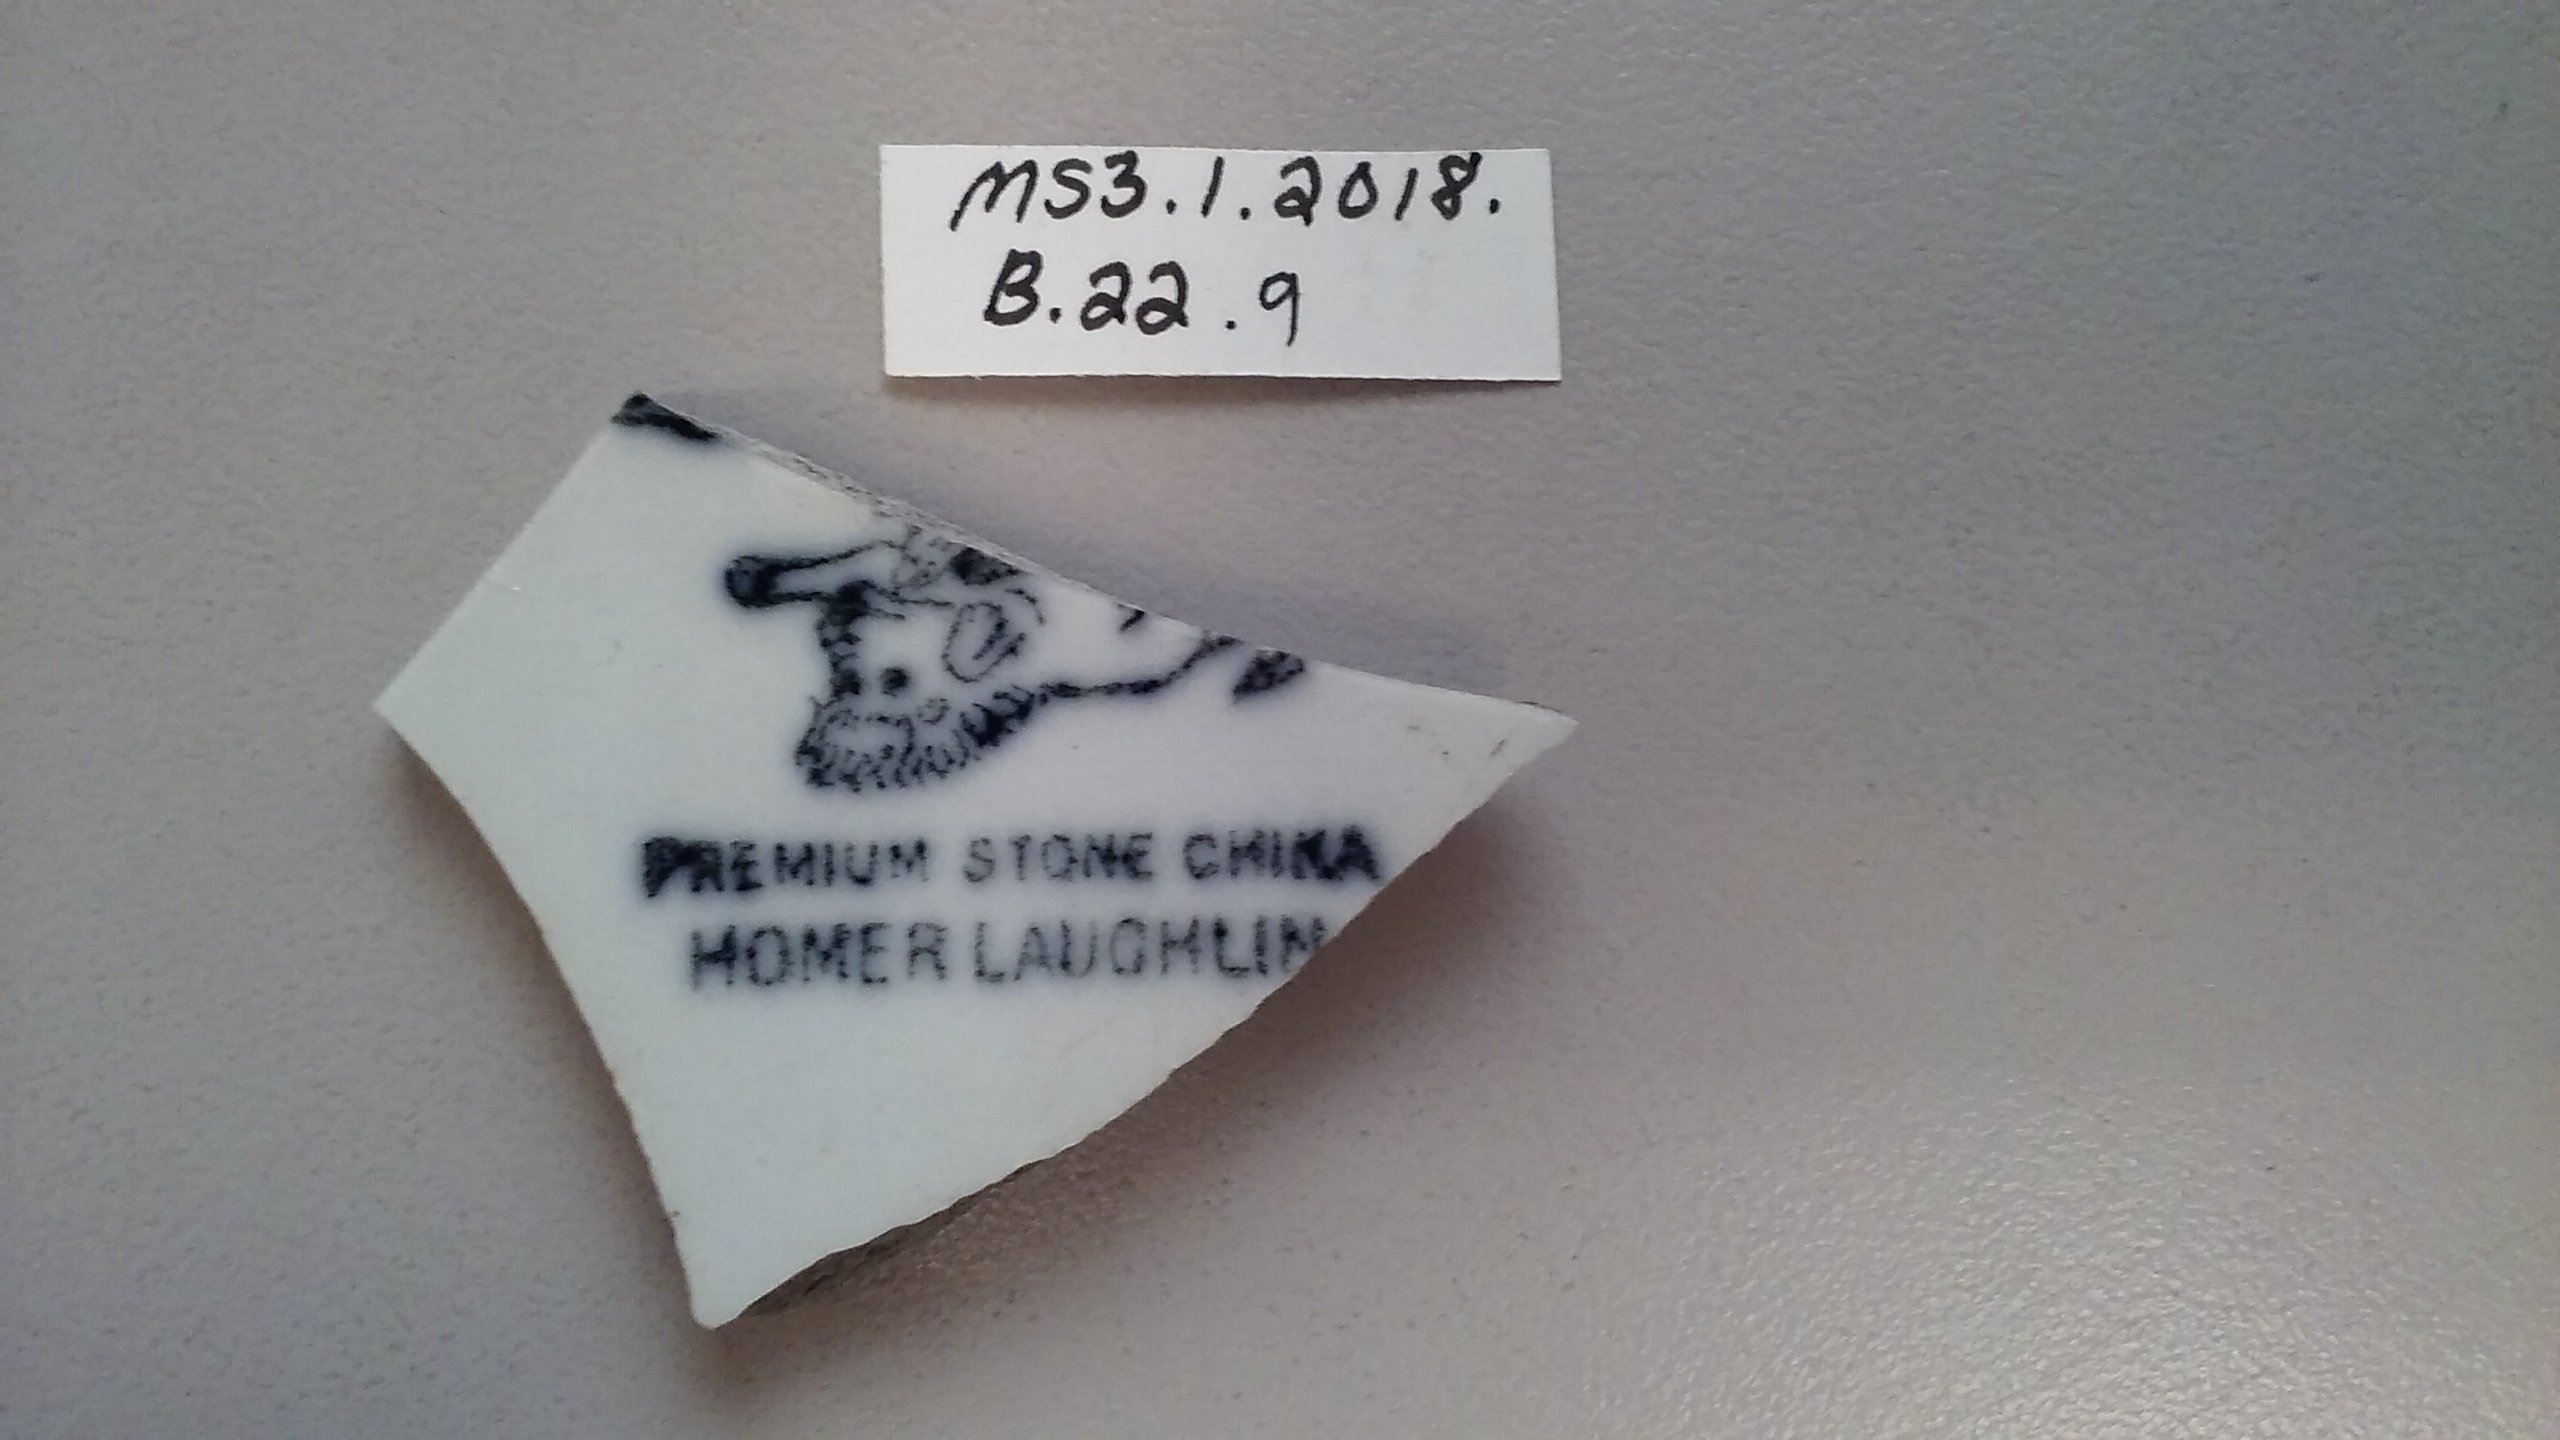 MS3.1.2018.
B.22.9
PREMIUM STONE CHINA
HOMER LAUGHLIN